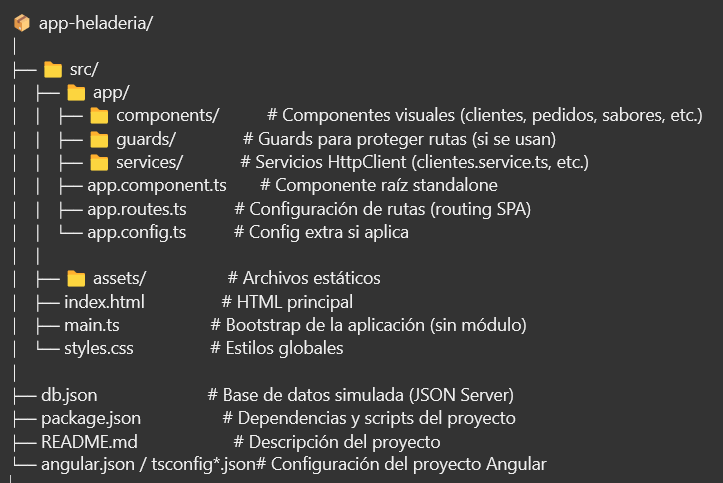 📦 app-heladeria/
│
├── 📁 src/
│   ├── 📁 app/
│   │   ├── 📁 components/          # Componentes visuales (clientes, pedidos, sabores, etc.)
│   │   ├── 📁 guards/              # Guards para proteger rutas (si se usan)
│   │   ├── 📁 services/            # Servicios HttpClient (clientes.service.ts, etc.)
│   │   ├── app.component.ts       # Componente raíz standalone
│   │   ├── app.routes.ts          # Configuración de rutas (routing SPA)
│   │   └── app.config.ts          # Config extra si aplica
│   │
│   ├── 📁 assets/                 # Archivos estáticos
│   ├── index.html                # HTML principal
│   ├── main.ts                   # Bootstrap de la aplicación (sin módulo)
│   └── styles.css                # Estilos globales
│
├── db.json                       # Base de datos simulada (JSON Server)
├── package.json                  # Dependencias y scripts del proyecto
├── README.md                     # Descripción del proyecto
└── angular.json / tsconfig*.json# Configuración del proyecto Angular